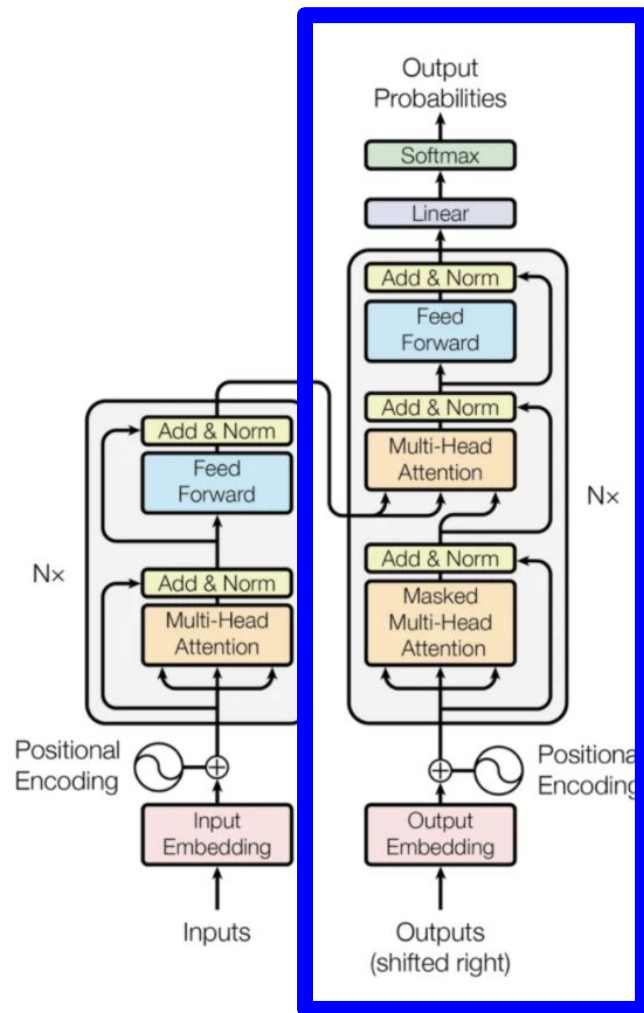 Output
Probabilities
Softmax
Linear
Add & Norm
Feed
Forward
Add & Norm
Multi-Head
Attention
Nx
Add & Norm
Masked
Multi-Head
Attention
Positional
Encoding
Output
Embedding
Outputs
(shifted right)
Add & Norm
Feed
Forward
Nx
Add & Norm
Multi-Head
Attention
Positional
Encoding
Input
Embedding
Inputs